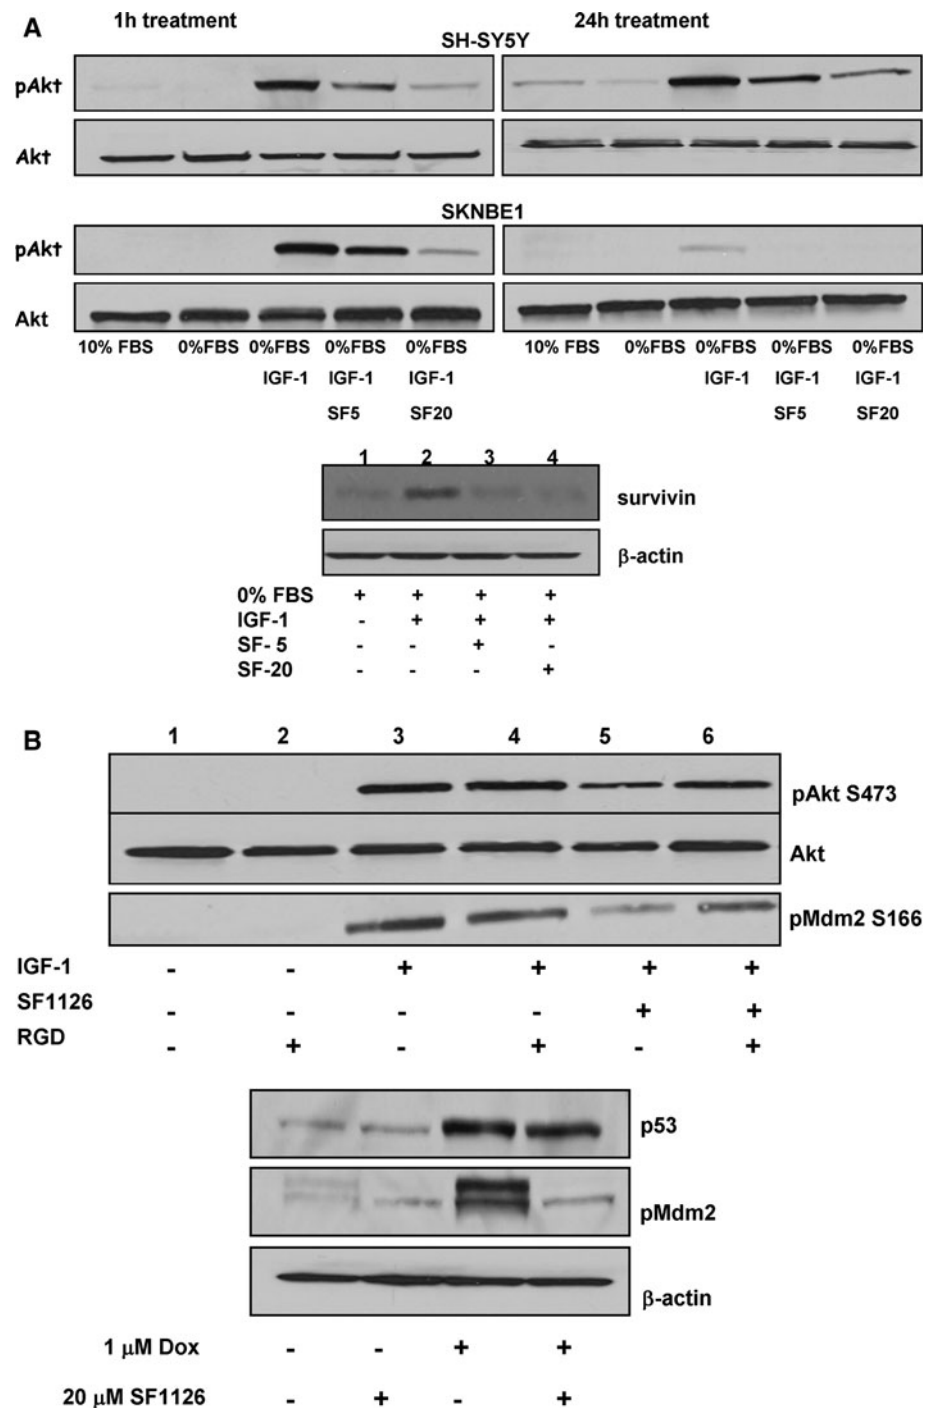 A
1h treatment 24h treatment
SH-SY5Y
pAkt
Akt
SKNBE1
pAkt
Akt
10% FBS 0%FBS 0%FBS 0%FBS 0%FBS 10% FBS 0%FBS 0%FBS 0%FBS 0%FBS
IGF-1 IGF-1 IGF-1 IGF-1 IGF-1 IGF-1
SF5 SF20 SF5 SF20
1 2 3 4
survivin
β-actin
0% FBS + + + +
IGF-1 - + + +
SF- 5 - - + -
SF-20 - - - +
B
1 2 3 4 5 6
pAkt S473
Akt
pMdm2 S166
IGF-1 - - + + + +
SF1126 - - - - + +
RGD - + - + - +
p53
pMdm2
β-actin
1 μM Dox - - + +
20 μM SF1126 - + - +